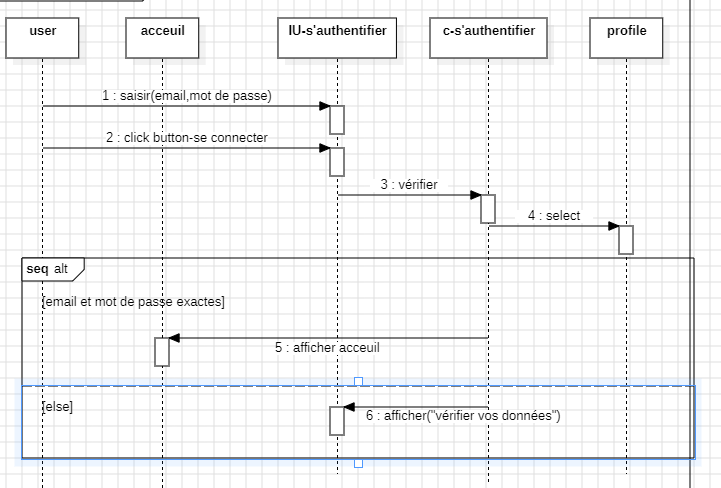 user
acceuil
IU-s'authentifier
c-s'authentifier
profile
1 : saisir(email,mot de passe)
2 : click button-se connecter
3 : vérifier
4 : select
seq alt
[email et mot de passe exactes]
5 : afficher acceuil
[else]
6 : afficher("vérifier vos données")